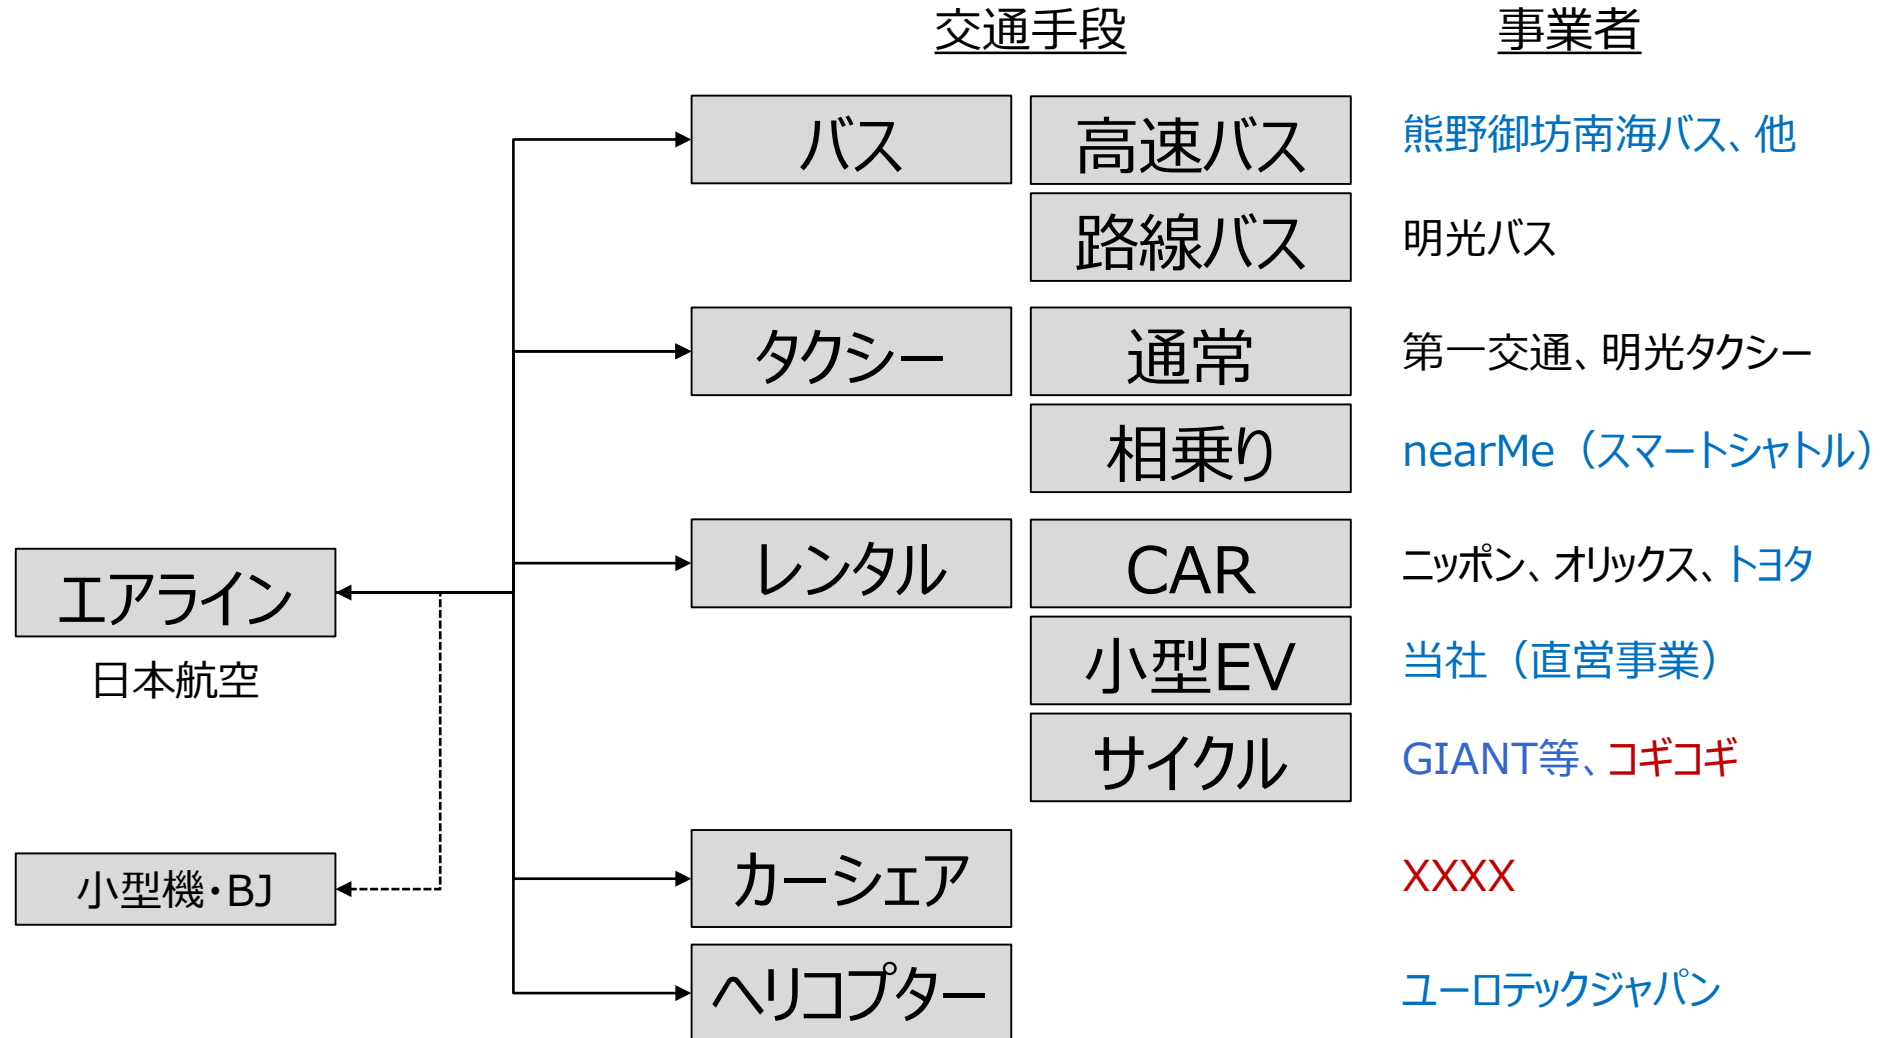 交通手段 事業者
バス 高速バス 熊野御坊南海バス、他
路線バス 明光バス
タクシー 通常 第一交通、明光タクシー
相乗り nearMe（スマートシャトル）
レンタル CAR ニッポン、オリックス、トヨタ
エアライン
小型EV 当社（直営事業）
日本航空
サイクル GIANT等、コギコギ
カーシェア XXXX
小型機・BJ
ヘリコプター ユーロテックジャパン